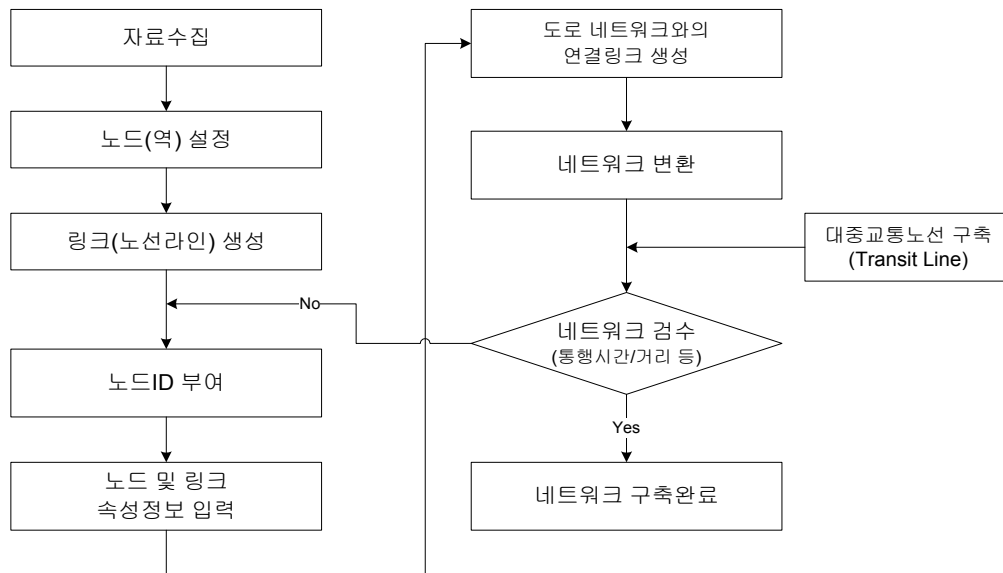 자료수집
노드(역) 설정
링크(노선라인) 생성
No
노드ID 부여
노드 및 링크
속성정보 입력
도로 네트워크와의
연결링크 생성
네트워크 변환
대중교통노선 구축
(Transit Line)
네트워크 검수
(통행시간/거리 등)
Yes
네트워크 구축완료